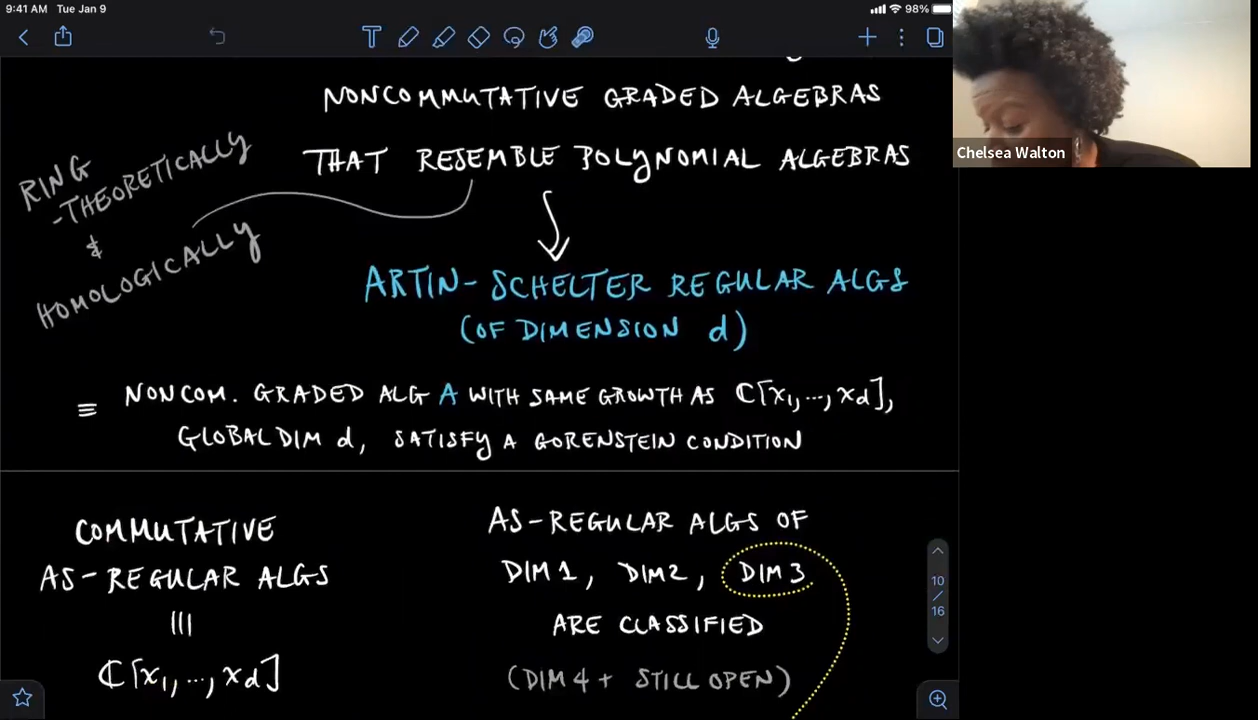 9:41 AM Tue Jan 9
98%
NONCOMMUTATIVE GRADED ALGEBRAS
THAT RESEMBLE POLYNOMIAL ALGEBRAS
RING
-THEORETICALLY
&
HOMOLOGICALLY
ARTIN-SCHELTER REGULAR ALGS
(OF DIMENSION d)
≡ NONCOM. GRADED ALG A WITH SAME GROWTH AS ℂ[x₁,...,x_d],
GLOBAL DIM d, SATISFY A GORENSTEIN CONDITION
COMMUTATIVE
AS-REGULAR ALGS
|||
ℂ[x₁,...,x_d]
AS-REGULAR ALGS OF
DIM 1, DIM 2, DIM 3
ARE CLASSIFIED
(DIM 4+ STILL OPEN)
10
/
16
Chelsea Walton